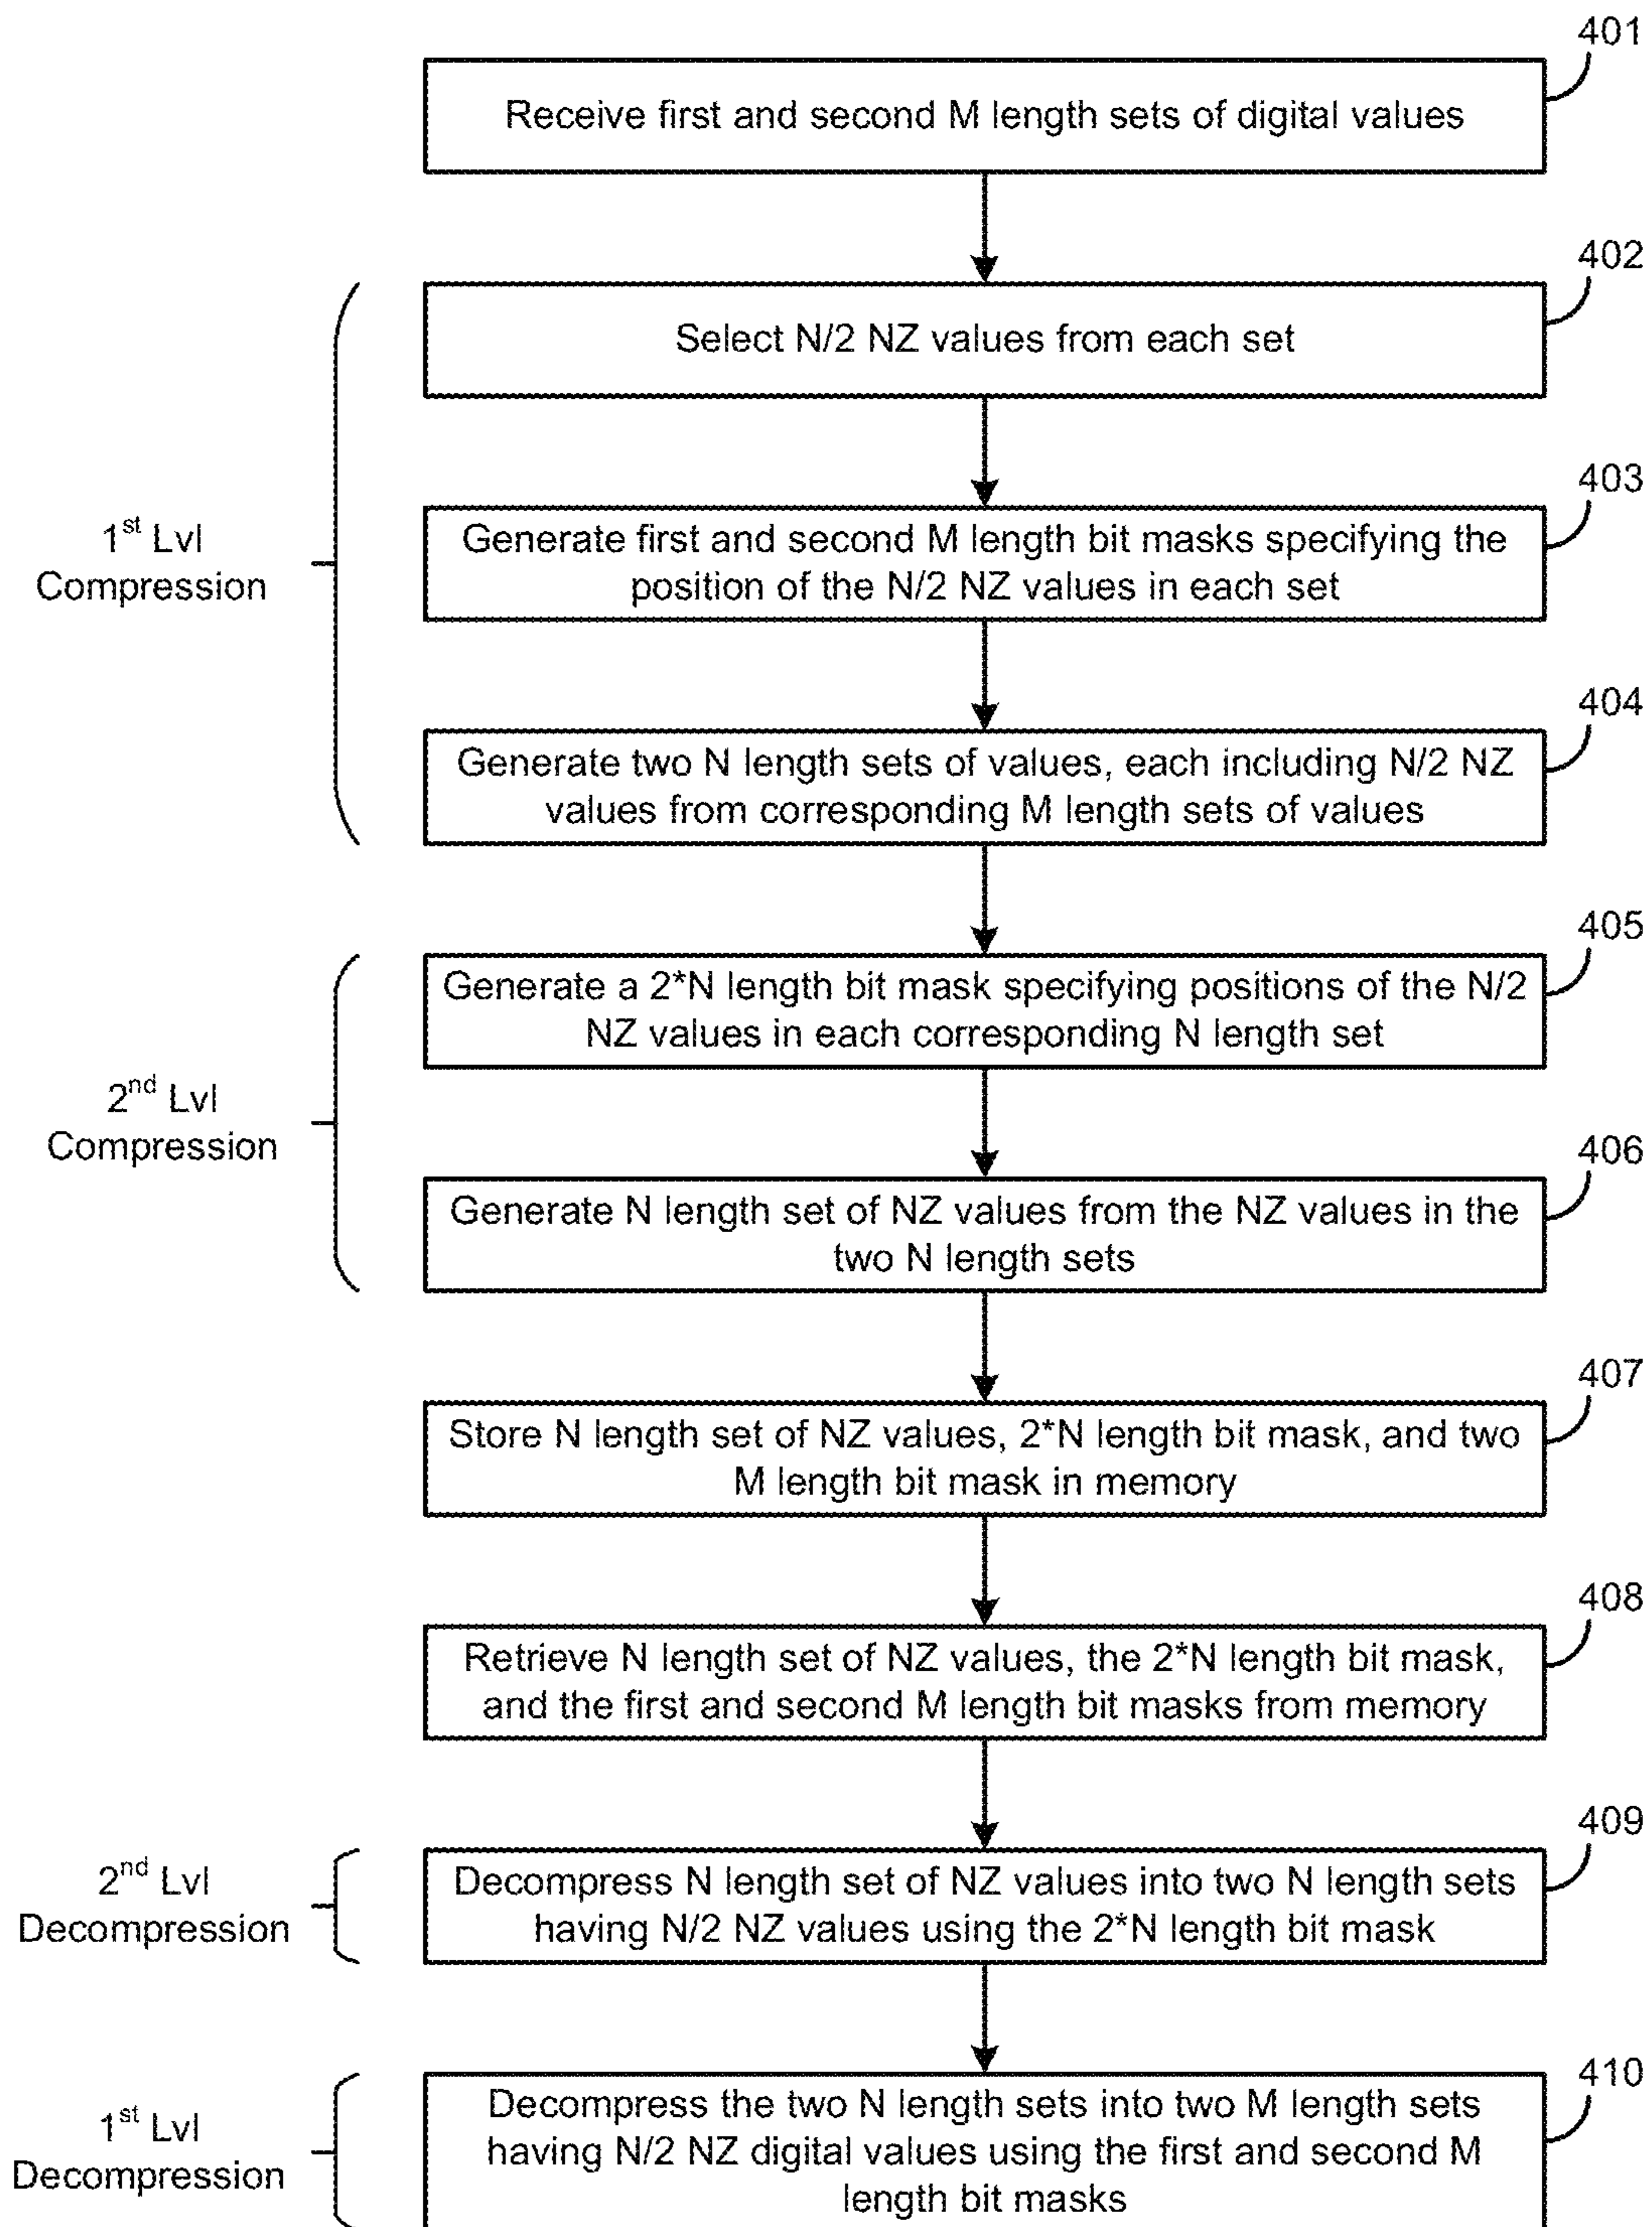 401
Receive first and second M length sets of digital values
402
Select N/2 NZ values from each set
403
1st Lvl
Compression
Generate first and second M length bit masks specifying the
position of the N/2 NZ values in each set
404
Generate two N length sets of values, each including N/2 NZ
values from corresponding M length sets of values
405
Generate a 2*N length bit mask specifying positions of the N/2
NZ values in each corresponding N length set
2nd Lvl
Compression
406
Generate N length set of NZ values from the NZ values in the
two N length sets
407
Store N length set of NZ values, 2*N length bit mask, and two
M length bit mask in memory
408
Retrieve N length set of NZ values, the 2*N length bit mask,
and the first and second M length bit masks from memory
409
2nd Lvl
Decompression
Decompress N length set of NZ values into two N length sets
having N/2 NZ values using the 2*N length bit mask
410
1st Lvl
Decompression
Decompress the two N length sets into two M length sets
having N/2 NZ digital values using the first and second M
length bit masks